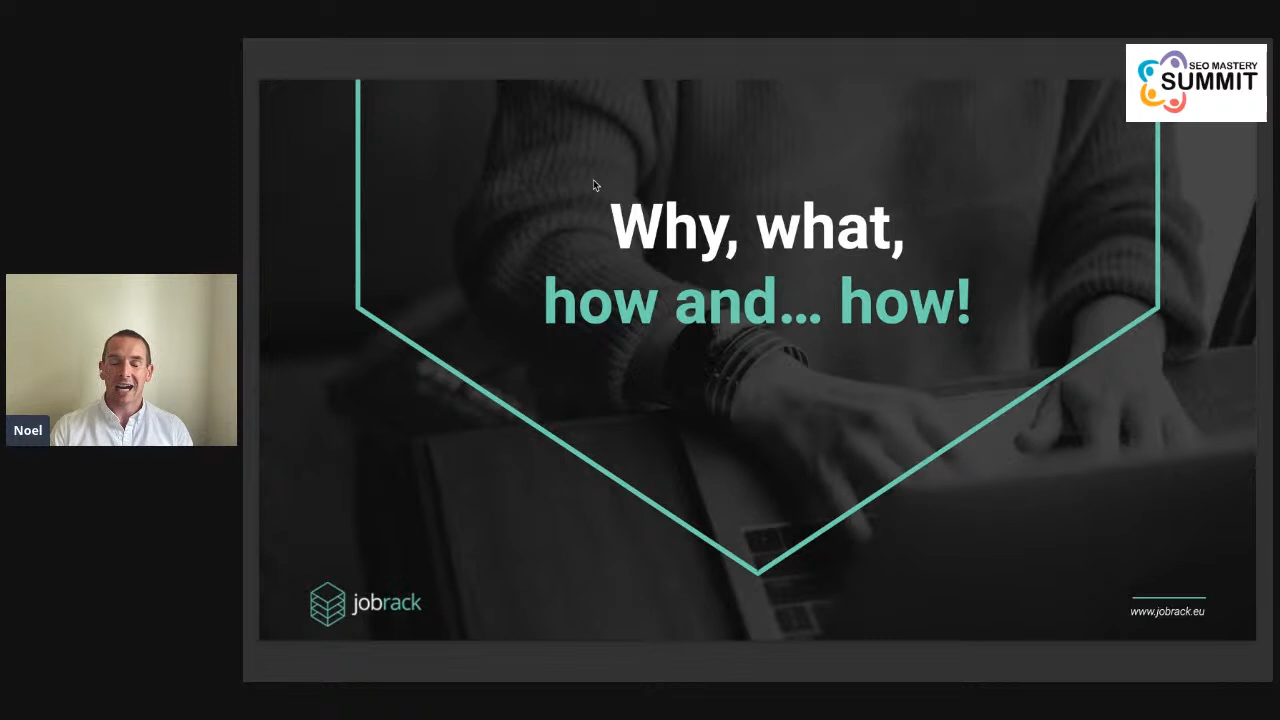 SEO MASTERY
SUMMIT
Why, what,
how and... how!
Noel
jobrack
www.jobrack.eu